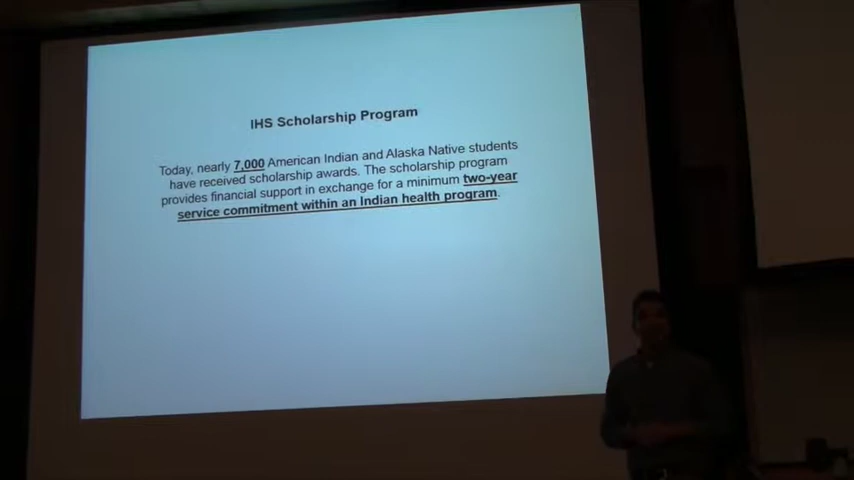 IHS Scholarship Program
Today, nearly 7,000 American Indian and Alaska Native students
have received scholarship awards. The scholarship program
provides financial support in exchange for a minimum two-year
service commitment within an Indian health program.